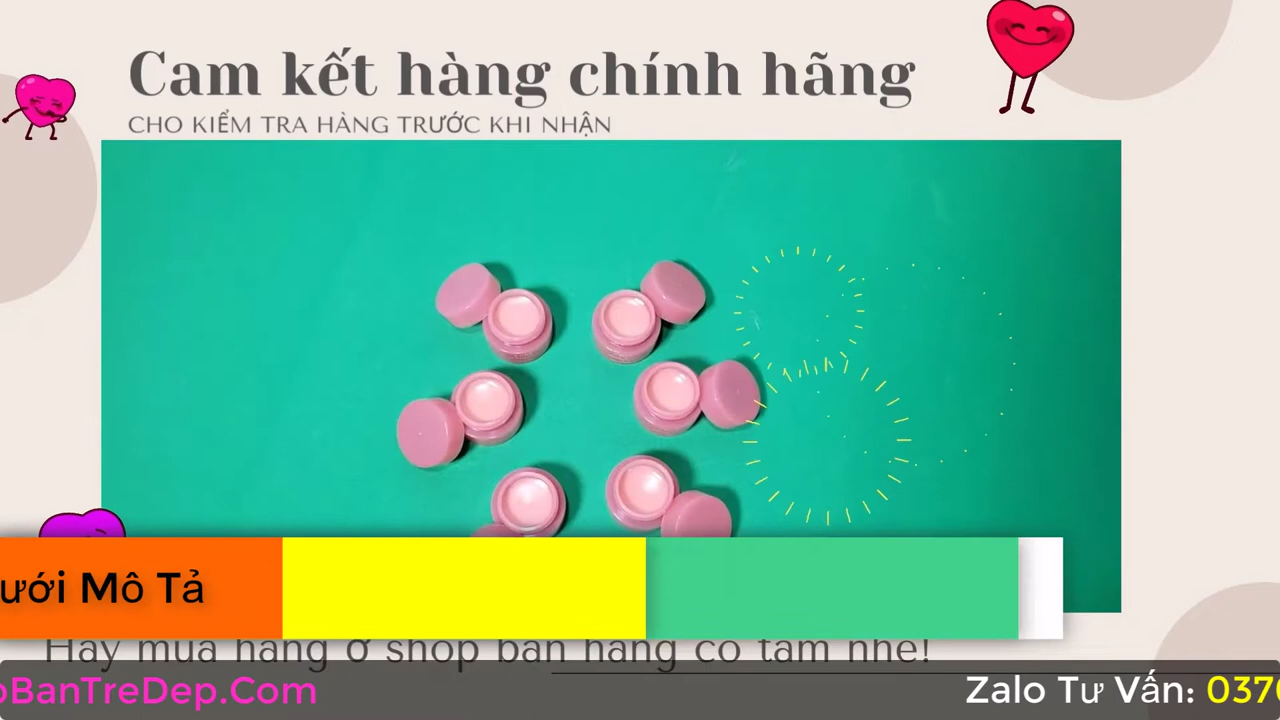 Cam kết hàng chính hãng
CHO KIỂM TRA HÀNG TRƯỚC KHI NHẬN
ưới Mô Tả
Hãy mua hàng ở shop bán hàng có tâm nhé!
oBanTreDep.Com
Zalo Tư Vấn: 0370